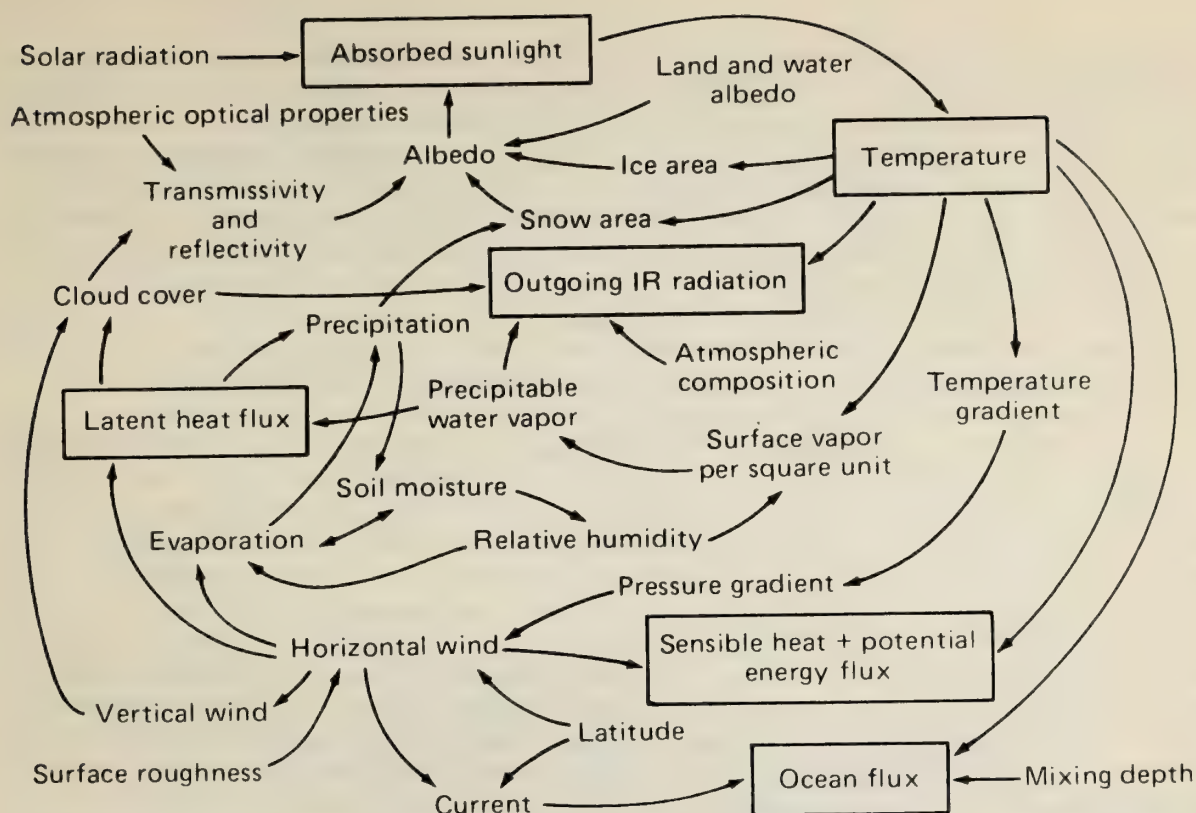 Solar radiation
Absorbed sunlight
Land and water
albedo
Atmospheric optical properties
Albedo
Ice area
Temperature
Transmissivity
and
reflectivity
Snow area
Cloud cover
Outgoing IR radiation
Precipitation
Atmospheric
composition
Temperature
gradient
Latent heat flux
Precipitable
water vapor
Surface vapor
per square unit
Soil moisture
Evaporation
Relative humidity
Pressure gradient
Horizontal wind
Sensible heat + potential
energy flux
Vertical wind
Latitude
Surface roughness
Current
Ocean flux
Mixing depth